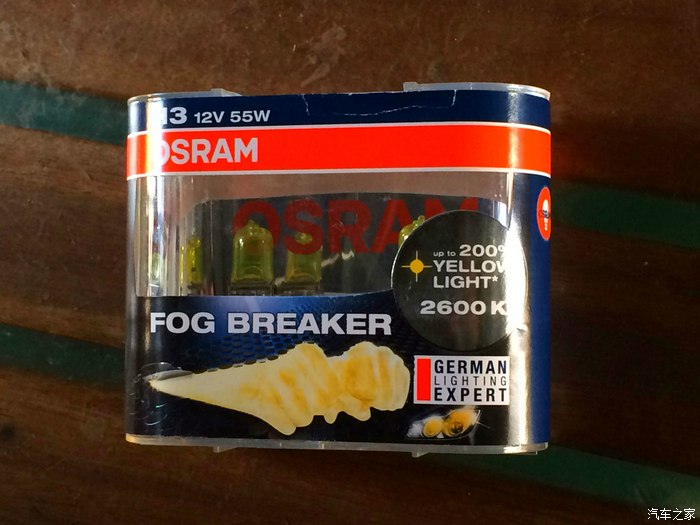 H3 12V 55W
OSRAM
OSRAM
up to 200%
YELLOW
LIGHT*
2600 K
FOG BREAKER
GERMAN
LIGHTING
EXPERT
汽车之家